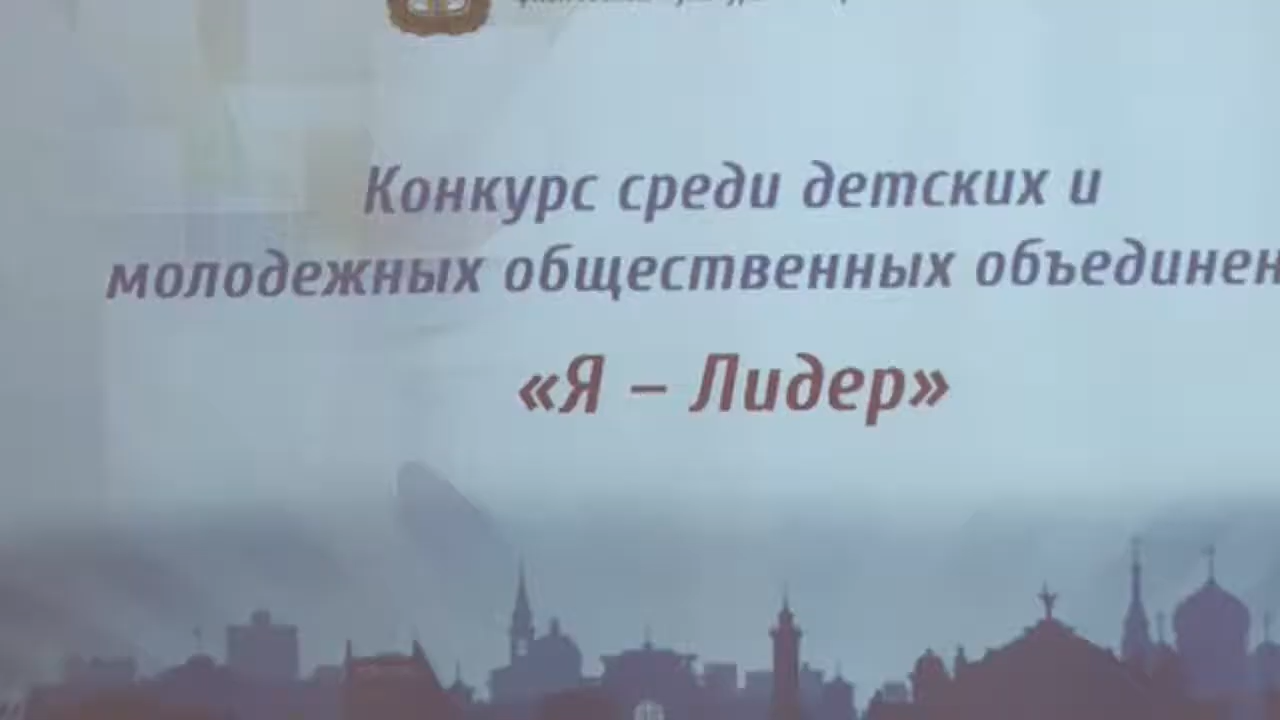 Конкурс среди детских и
молодежных общественных объединен
«Я – Лидер»